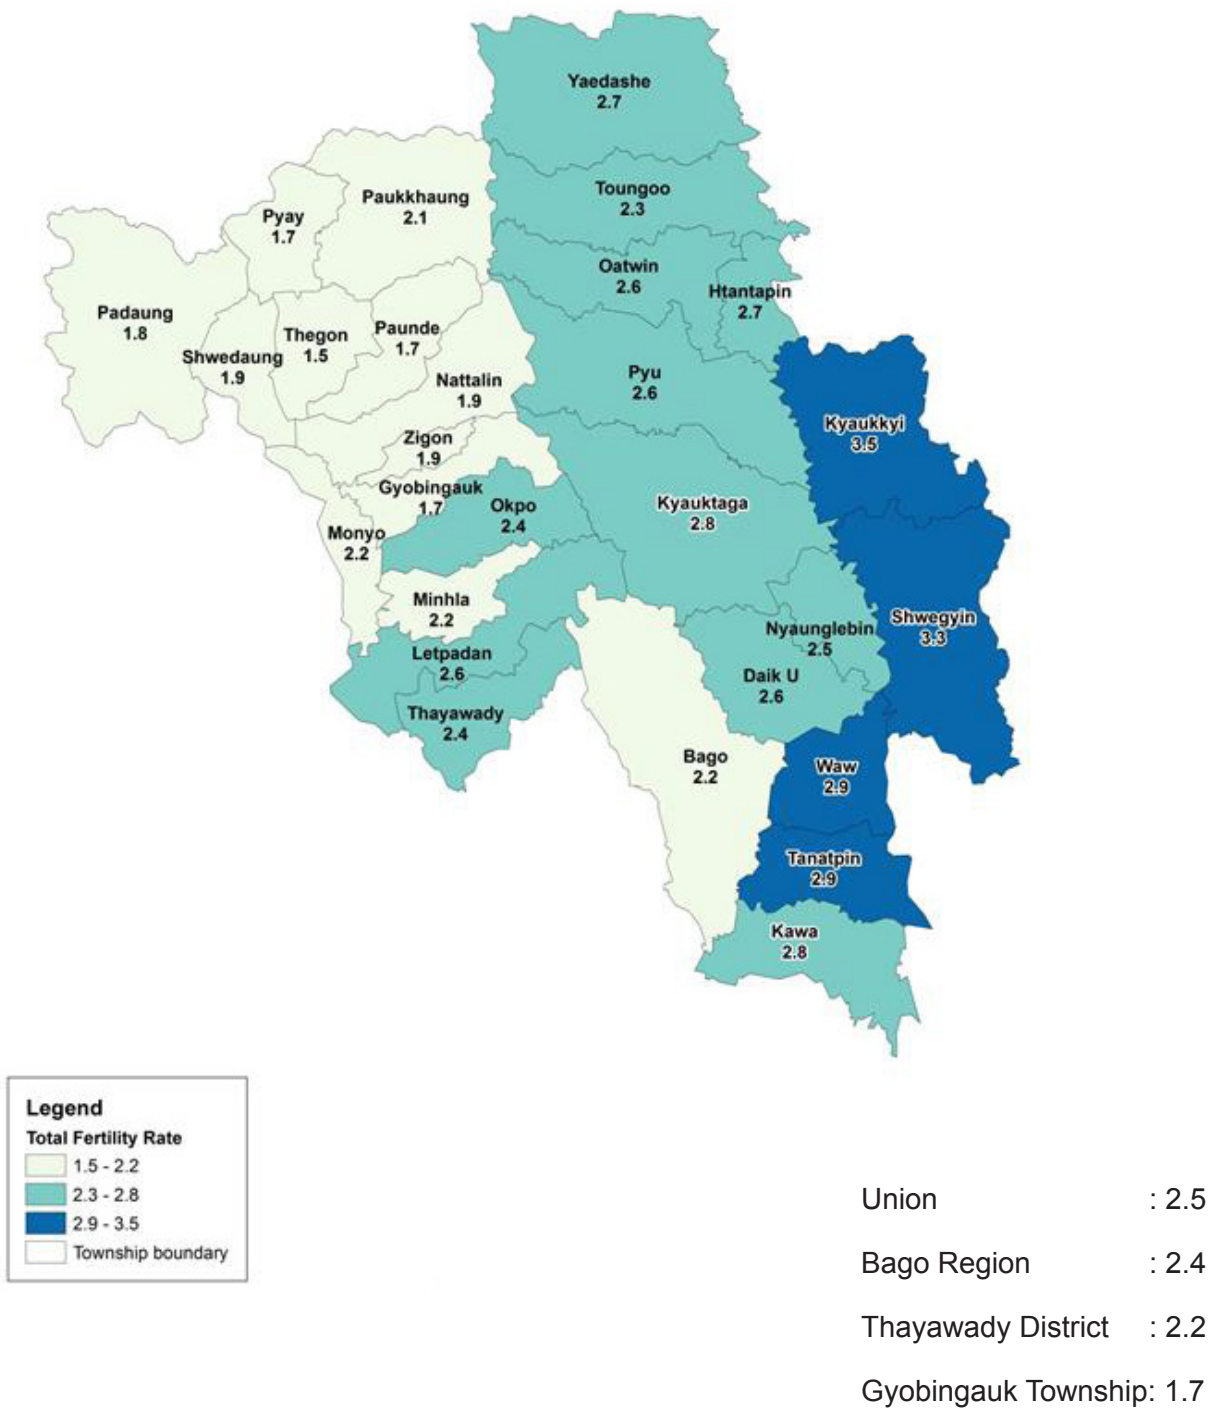 Yaedashe
2.7
Toungoo
2.3
Paukkhaung
2.1
Pyay
1.7
Oatwin
2.6
Htantapin
2.7
Padaung
1.8
Shwedaung
1.9
Thegon
1.5
Paunde
1.7
Nattalin
1.9
Pyu
2.6
Kyaukkyi
3.5
Zigon
1.9
Gyobingauk
1.7
Okpo
2.4
Kyauktaga
2.8
Monyo
2.2
Minhla
2.2
Shwegyin
3.3
Nyaunglebin
2.5
Letpadan
2.6
Daik U
2.6
Thayawady
2.4
Bago
2.2
Waw
2.9
Tanatpin
2.9
Kawa
2.8
Legend
Total Fertility Rate
1.5 - 2.2
2.3 - 2.8
2.9 - 3.5
Township boundary
Union : 2.5
Bago Region : 2.4
Thayawady District : 2.2
Gyobingauk Township: 1.7